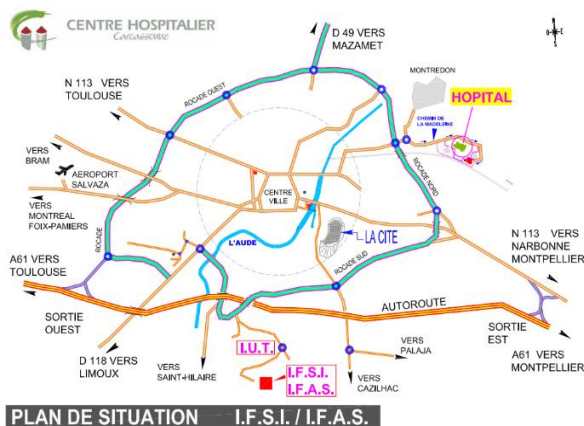 CENTRE HOSPITALIER
Carcassonne
D 49 VERS
MAZAMET
N 113 VERS
TOULOUSE
ROCADE OUEST
MONTREDON
HOPITAL
CHEMIN DE
LA MADELEINE
VERS
BRAM
AEROPORT
SALVAZA
VERS
MONTREAL
FOIX-PAMIERS
CENTRE
VILLE
ROCADE NORD
ROCADE
L'AUDE
LA CITE
N 113 VERS
NARBONNE
MONTPELLIER
A61 VERS
TOULOUSE
ROCADE SUD
AUTOROUTE
SORTIE
OUEST
SORTIE
EST
D 118 VERS
LIMOUX
VERS
SAINT-HILAIRE
I.U.T.
I.F.S.I.
I.F.A.S.
VERS
PALAJA
VERS
CAZILHAC
A61 VERS
MONTPELLIER
PLAN DE SITUATION I.F.S.I. / I.F.A.S.